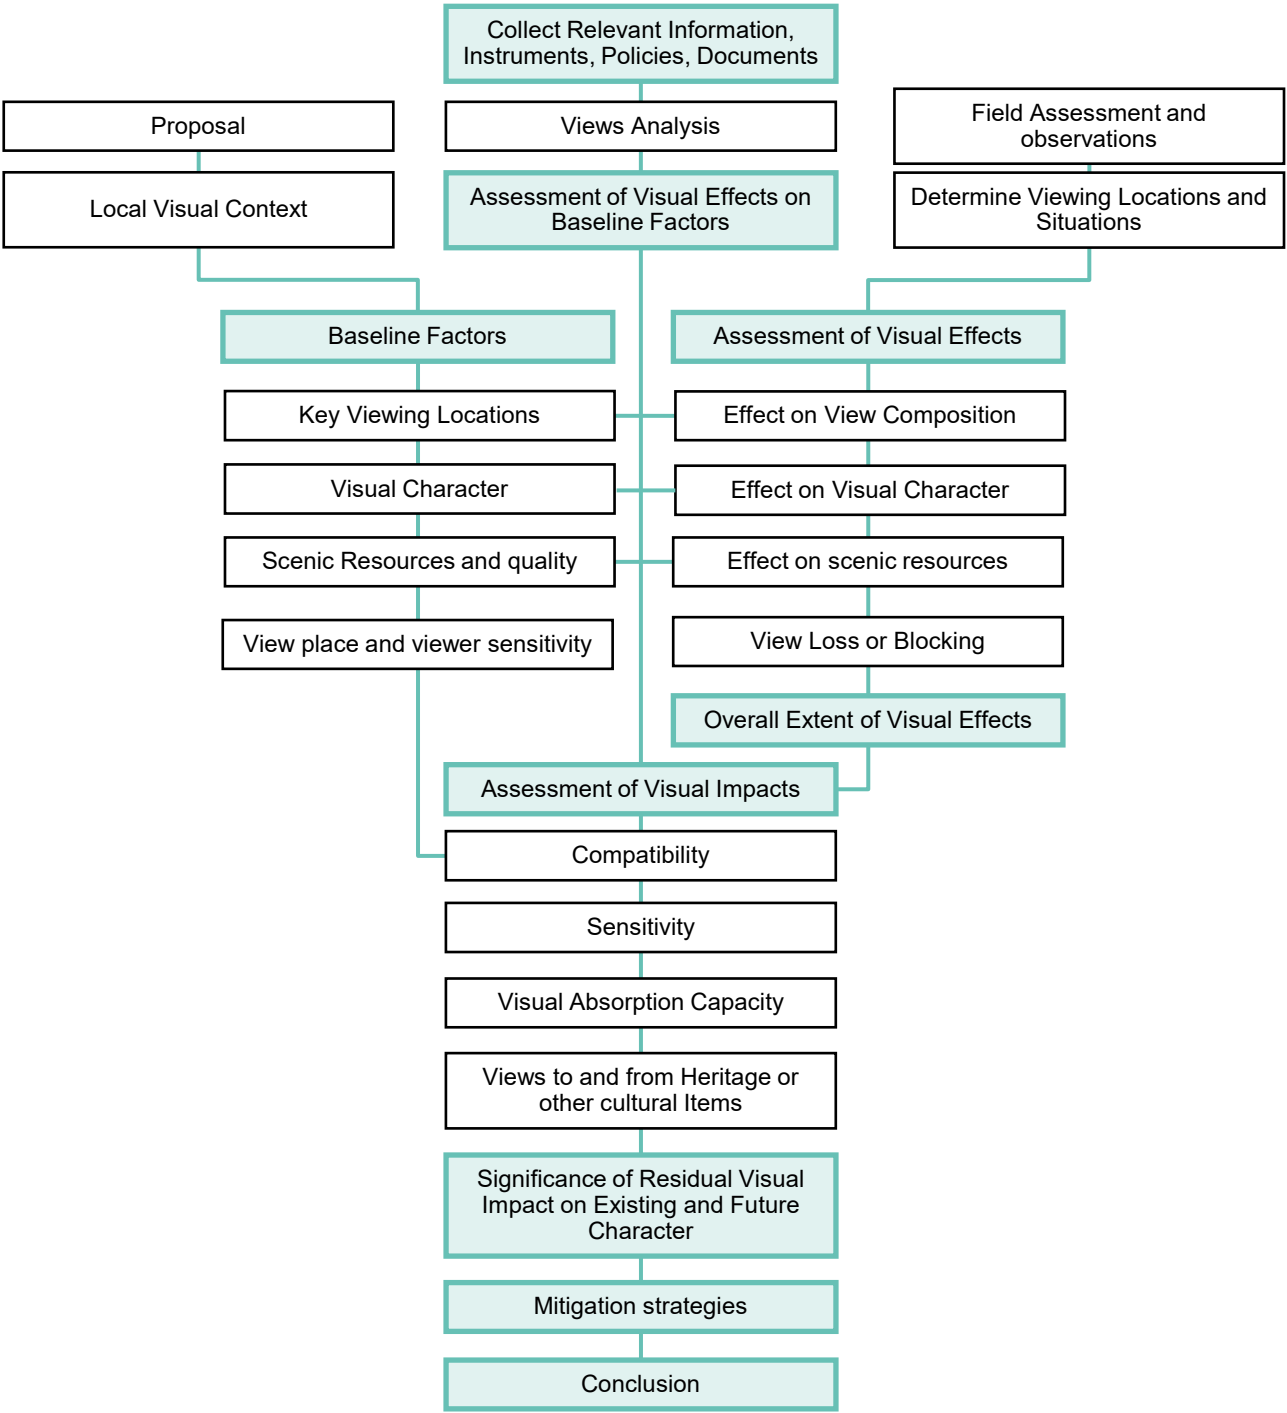 Collect Relevant Information,
Instruments, Policies, Documents
Proposal
Views Analysis
Field Assessment and
observations
Local Visual Context
Assessment of Visual Effects on
Baseline Factors
Determine Viewing Locations and
Situations
Baseline Factors
Assessment of Visual Effects
Key Viewing Locations
Effect on View Composition
Visual Character
Effect on Visual Character
Scenic Resources and quality
Effect on scenic resources
View place and viewer sensitivity
View Loss or Blocking
Overall Extent of Visual Effects
Assessment of Visual Impacts
Compatibility
Sensitivity
Visual Absorption Capacity
Views to and from Heritage or
other cultural Items
Significance of Residual Visual
Impact on Existing and Future
Character
Mitigation strategies
Conclusion